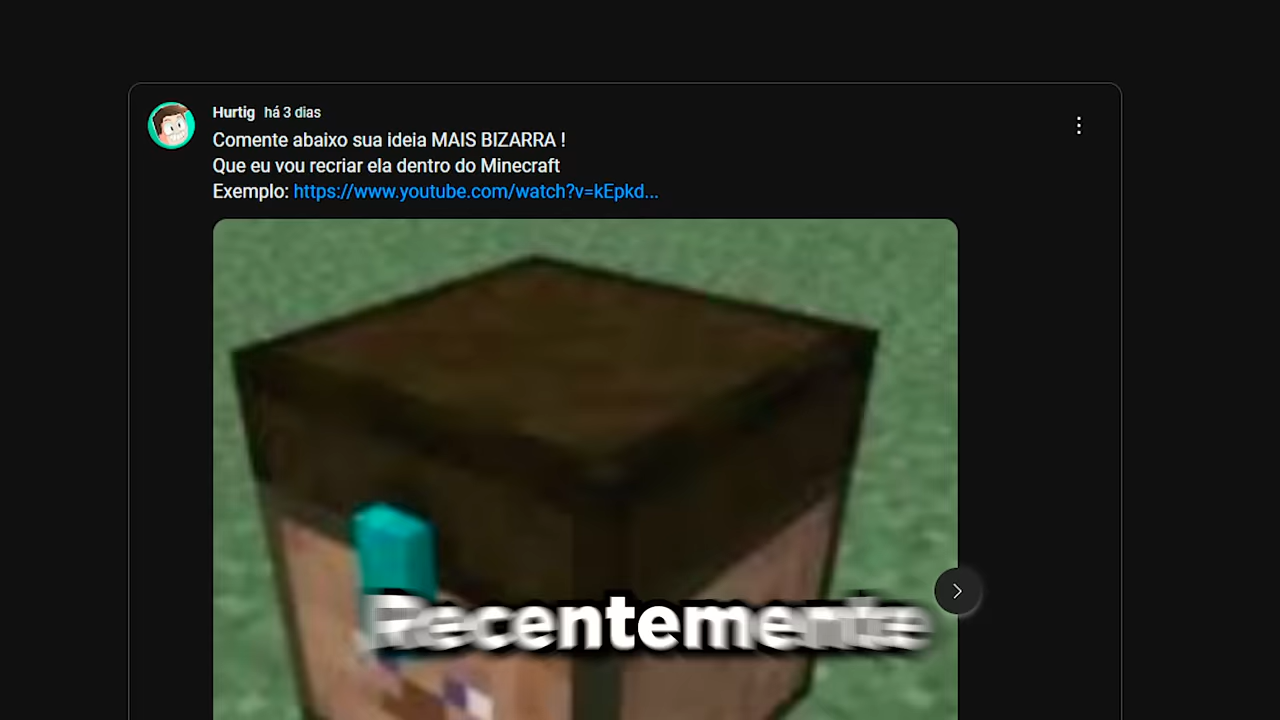 Hurtig há 3 dias
Comente abaixo sua ideia MAIS BIZARRA !
Que eu vou recriar ela dentro do Minecraft
Exemplo: https://www.youtube.com/watch?v=kEpkd...
Recentemente